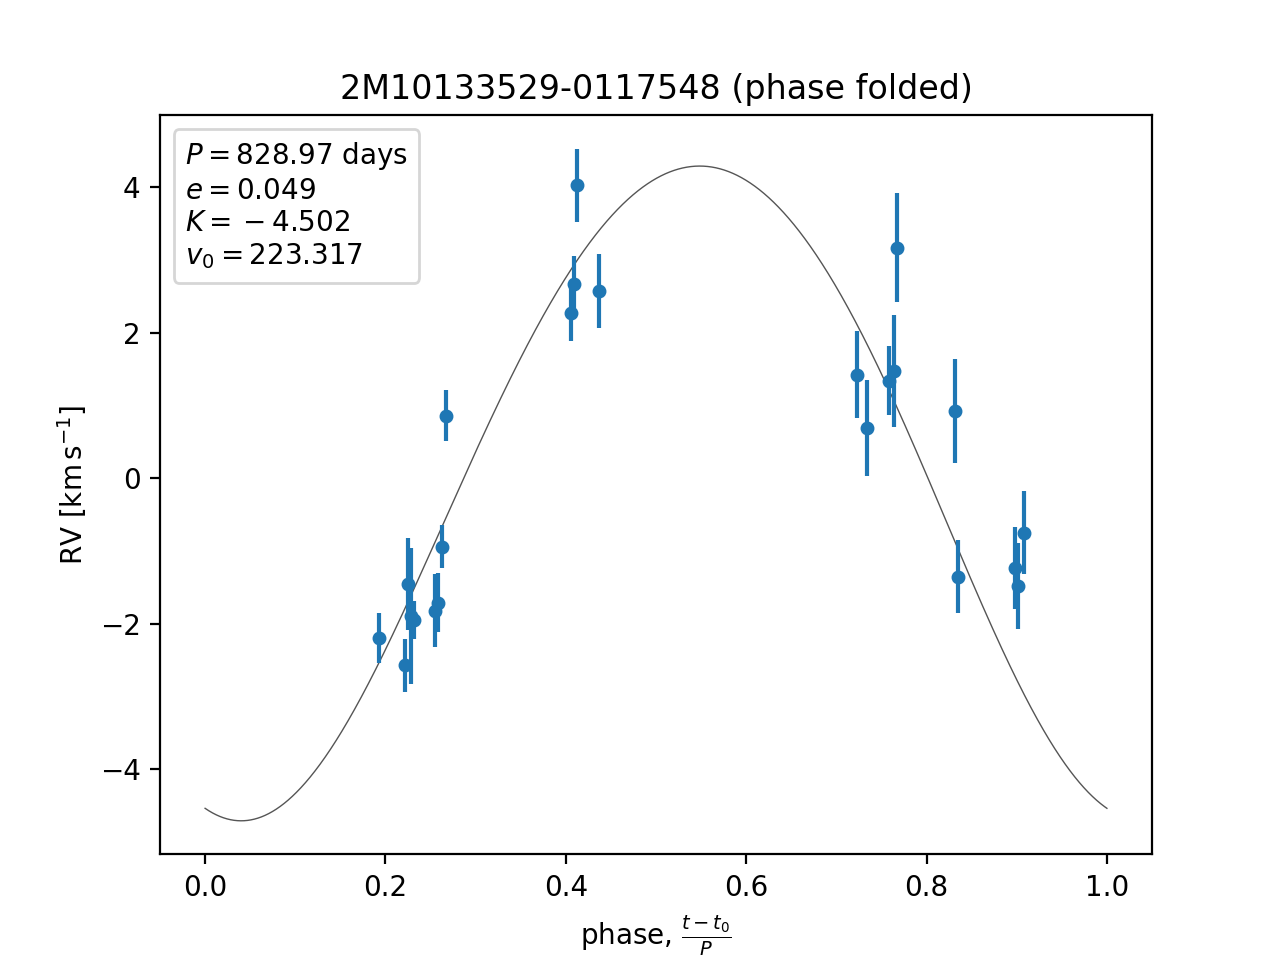 2M10133529-0117548 (phase folded)
P = 828.97 days
e = 0.049
K = −4.502
v₀ = 223.317
RV [km s⁻¹]
4
2
0
−2
−4
0.0 0.2 0.4 0.6 0.8 1.0
phase, (t − t₀)/P